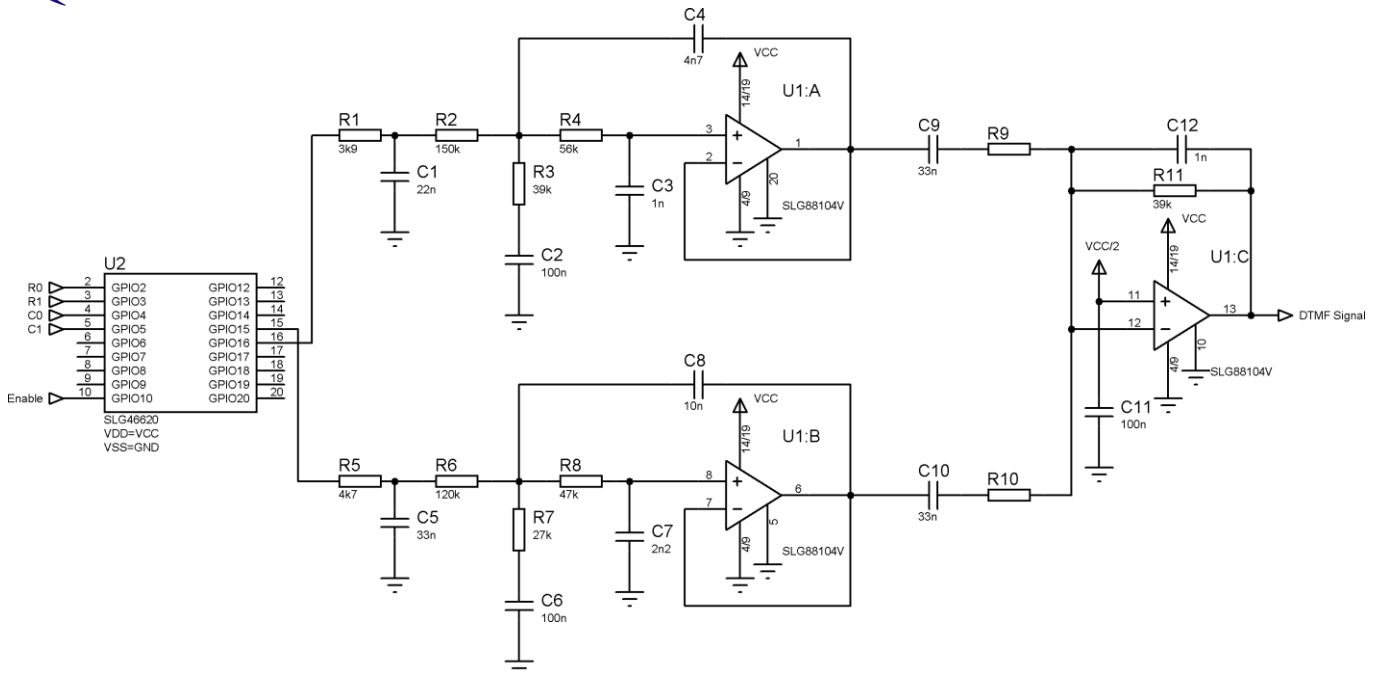 C4
4n7
VCC
14/19
U1:A
R1
3k9
R2
150k
R4
56k
3
+
2
−
1
20
4/9
SLG88104V
C1
22n
R3
39k
C3
1n
C2
100n
C9
33n
R9
C12
1n
R11
39k
VCC
VCC/2
14/19
U1:C
11
+
12
−
13
10
4/9
SLG88104V
DTMF Signal
C11
100n
U2
R0
2
GPIO2
GPIO12
12
R1
3
GPIO3
GPIO13
13
C0
4
GPIO4
GPIO14
14
C1
5
GPIO5
GPIO15
15
6
GPIO6
GPIO16
16
7
GPIO7
GPIO17
17
8
GPIO8
GPIO18
18
9
GPIO9
GPIO19
19
Enable
10
GPIO10
GPIO20
20
SLG46620
VDD=VCC
VSS=GND
C8
10n
VCC
14/19
U1:B
R5
4k7
R6
120k
R8
47k
8
+
7
−
6
5
4/9
SLG88104V
C5
33n
R7
27k
C7
2n2
C6
100n
C10
33n
R10